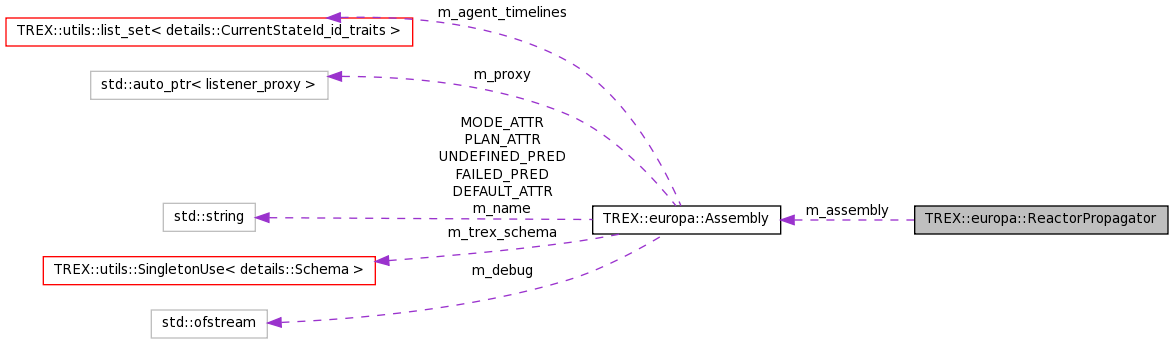 m_agent_timelines
TREX::utils::list_set< details::CurrentStateId_id_traits >
m_proxy
std::auto_ptr< listener_proxy >
MODE_ATTR
PLAN_ATTR
UNDEFINED_PRED
FAILED_PRED
DEFAULT_ATTR
m_name
std::string
TREX::europa::Assembly
m_assembly
TREX::europa::ReactorPropagator
m_trex_schema
TREX::utils::SingletonUse< details::Schema >
m_debug
std::ofstream